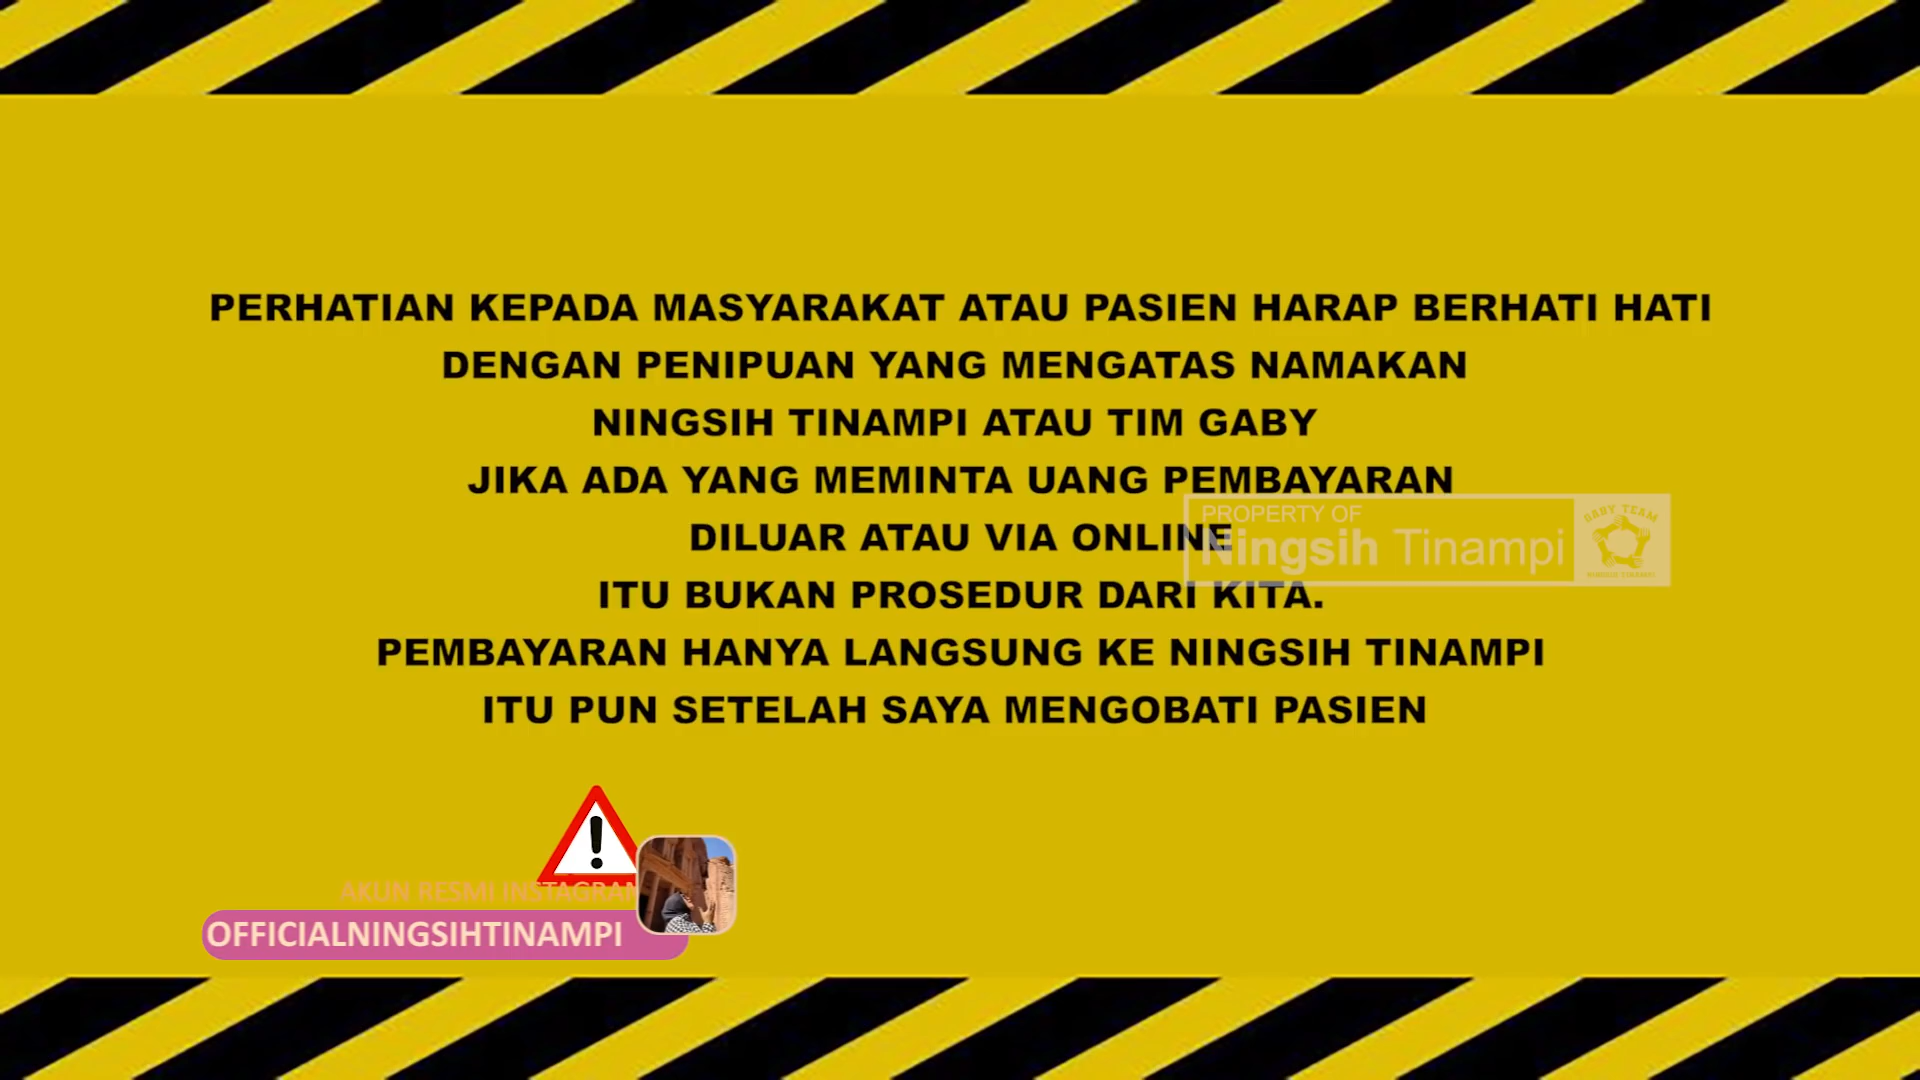 PERHATIAN KEPADA MASYARAKAT ATAU PASIEN HARAP BERHATI HATI
DENGAN PENIPUAN YANG MENGATAS NAMAKAN
NINGSIH TINAMPI ATAU TIM GABY
JIKA ADA YANG MEMINTA UANG PEMBAYARAN
DILUAR ATAU VIA ONLINE
PROPERTY OF
Ningsih Tinampi
GABY TEAM
NINGSIH TINAMPI
ITU BUKAN PROSEDUR DARI KITA.
PEMBAYARAN HANYA LANGSUNG KE NINGSIH TINAMPI
ITU PUN SETELAH SAYA MENGOBATI PASIEN
AKUN RESMI INSTAGRAM
OFFICIALNINGSIHTINAMPI